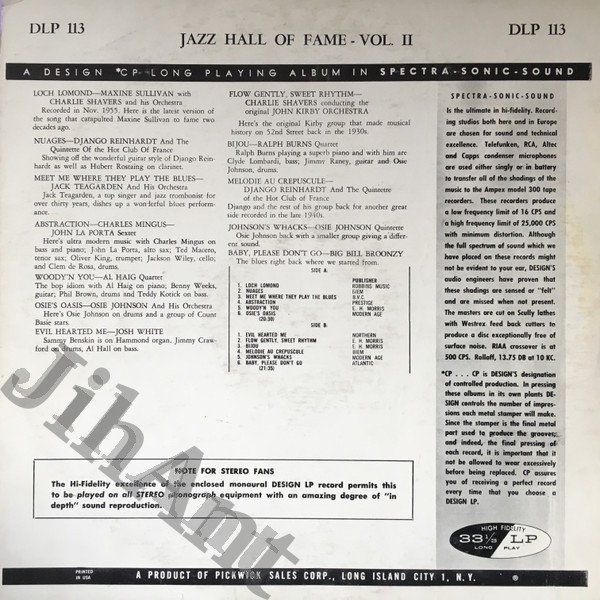 DLP 113
DLP 113
JAZZ HALL OF FAME - VOL. II
A DESIGN *CP LONG PLAYING ALBUM IN SPECTRA-SONIC-SOUND
LOCH LOMOND—MAXINE SULLIVAN with
CHARLIE SHAVERS and his Orchestra
Recorded in Nov. 1955. Here is the latest version of
the song that catapulted Maxine Sullivan to fame two
decades ago.
NUAGES—DJANGO REINHARDT And The
Quintette Of the Hot Club Of France
Showing off the wonderful guitar style of Django Rein-
hardt as well as Hubert Rostaing on clarinet.
MEET ME WHERE THEY PLAY THE BLUES—
JACK TEAGARDEN And His Orchestra
Jack Teagarden, a top singer and jazz trombonist for
over thirty years, dishes up a wonderful blues perform-
ance.
ABSTRACTION—CHARLES MINGUS—
JOHN LA PORTA Sextet
Here's ultra modern music with Charles Mingus on
bass and piano; John La Porta, alto sax; Teo Macero,
tenor sax; Oliver King, trumpet; Jackson Wiley, cello;
and Clem de Rosa, drums.
WOODY'N YOU—AL HAIG Quartet
The bop idiom with Al Haig on piano; Benny Weeks,
guitar; Phil Brown, drums and Teddy Kotick on bass.
OSIE'S OASIS—OSIE JOHNSON And His Orchestra
Here's Osie Johnson on drums and a group of Count
Basie stars.
EVIL HEARTED ME—JOSH WHITE
Sammy Benskin is on Hammond organ, Jimmy Craw-
ford on drums, Al Hall on bass.
FLOW GENTLY, SWEET RHYTHM—
CHARLIE SHAVERS conducting the
original JOHN KIRBY ORCHESTRA
Here's the original Kirby group that made musical
history on 52nd Street back in the 1930s.
BIJOU—RALPH BURNS Quartet
Ralph Burns playing a superb piano and with him are
Clyde Lombardi, bass; Jimmy Raney, guitar and Osie
Johnson, drums.
MELODIE AU CREPUSCULE—
DJANGO REINHARDT And The Quintette
of the Hot Club of France
Django and the rest of his group back for another great
side recorded in the late 1940s.
JOHNSON'S WHACKS—OSIE JOHNSON Quintette
Osie Johnson back with a smaller group giving a differ-
ent sound.
BABY, PLEASE DON'T GO—BIG BILL BROONZY
The blues right back where we started from.
SIDE A:
PUBLISHER
1. LOCH LOMOND ROBBINS MUSIC
2. NUAGES BIEM
3. MEET ME WHERE THEY PLAY THE BLUES B.V.C.
4. ABSTRACTION PRESTIGE
5. WOODY'N YOU E. H. MORRIS
6. OSIE'S OASIS MODERN AGE
(20:30)
SIDE B:
1. EVIL HEARTED ME NORTHERN
2. FLOW GENTLY, SWEET RHYTHM E. H. MORRIS
3. BIJOU E. H. MORRIS
4. MELODIE AU CREPUSCULE BIEM
5. JOHNSON'S WHACKS MODERN AGE
6. BABY, PLEASE DON'T GO ATLANTIC
(21:35)
SPECTRA-SONIC-SOUND
Is the ultimate in hi-fidelity. Record-
ing studios both here and in Europe
are chosen for sound and technical
excellence. Telefunken, RCA, Altec
and Capps condenser microphones
are used either singly or in battery
to transfer all of the shadings of the
music to the Ampex model 300 tape
recorders. These recorders produce
a low frequency limit of 16 CPS and
a high frequency limit of 25,000 CPS
with minimum distortion. Although
the full spectrum of sound which we
have placed on these records might
not be evident to your ear, DESIGN'S
audio engineers have proven that
these shadings are sensed or "felt"
and are missed when not present.
The masters are cut on Scully lathes
with Westrex feed back cutters to
produce a disc exceptionally free of
surface noise. RIAA crossover is at
500 CPS. Rolloff, 13.75 DB at 10 KC.
*CP . . . CP is DESIGN'S designation
of controlled production. In pressing
these albums in its own plants DE-
SIGN controls the number of impres-
sions each metal stamper will make.
Since the stamper is the final metal
part used to produce the grooves,
and indeed, the final pressing of
each record, it is important that it
not be allowed to wear excessively
before being replaced. CP assures
you of receiving a perfect record
every time that you choose a
DESIGN LP.
NOTE FOR STEREO FANS
The Hi-Fidelity excellence of the enclosed monaural DESIGN LP record permits this
to be played on all STEREO phonograph equipment with an amazing degree of "in
depth" sound reproduction.
HIGH FIDELITY
33 1/3 LP
LONG PLAY
PRINTED
IN USA
A PRODUCT OF PICKWICK SALES CORP., LONG ISLAND CITY 1, N. Y. ®
JihAmt